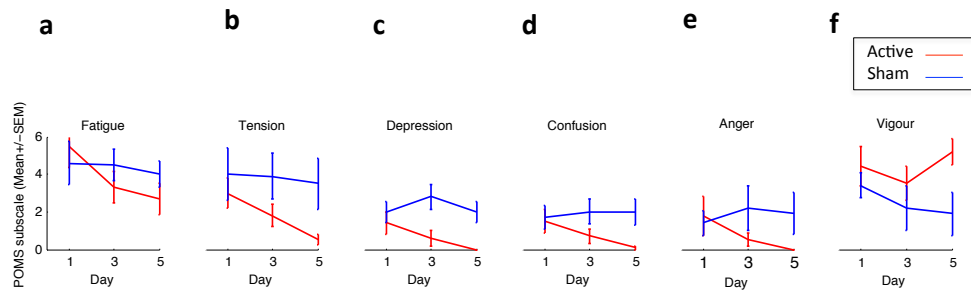 a b c d e f
Active
Sham
POMS subscale (Mean+/-SEM)
Fatigue Tension Depression Confusion Anger Vigour
6
4
2
0
1 3 5 1 3 5 1 3 5 1 3 5 1 3 5 1 3 5
Day Day Day Day Day Day